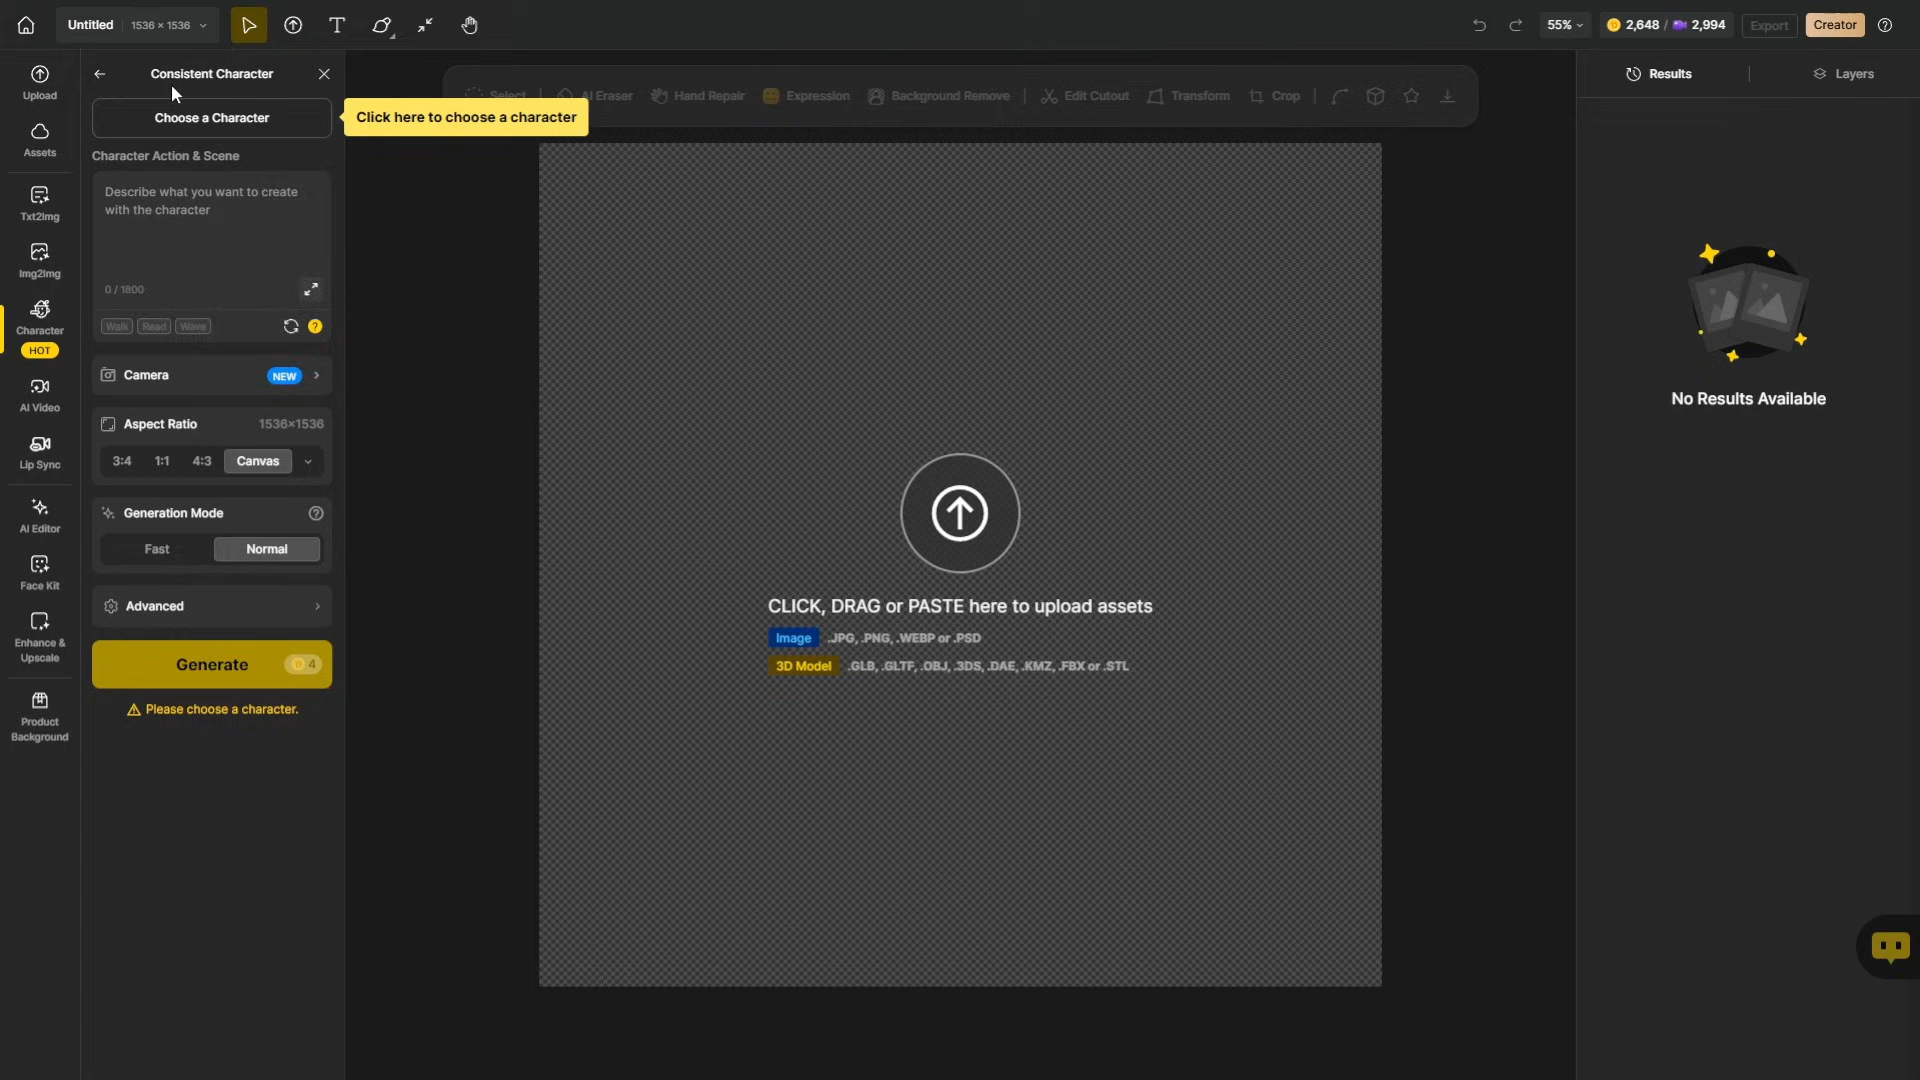 Untitled 1536 × 1536
55%
2,648 / 2,994
Export
Creator
Upload
Assets
Txt2Img
Img2Img
Character
HOT
AI Video
Lip Sync
AI Editor
Face Kit
Enhance &
Upscale
Product
Background
Consistent Character
Choose a Character
Click here to choose a character
Character Action & Scene
Describe what you want to create
with the character
0 / 1800
Walk Read Wave
?
Camera NEW
Aspect Ratio 1536×1536
3:4 1:1 4:3 Canvas
Generation Mode
Fast Normal
Advanced
Generate 4
Please choose a character.
Select AI Eraser Hand Repair Expression Background Remove Edit Cutout Transform Crop
CLICK, DRAG or PASTE here to upload assets
Image .JPG, .PNG, .WEBP or .PSD
3D Model .GLB, .GLTF, .OBJ, .3DS, .DAE, .KMZ, .FBX or .STL
Results Layers
No Results Available